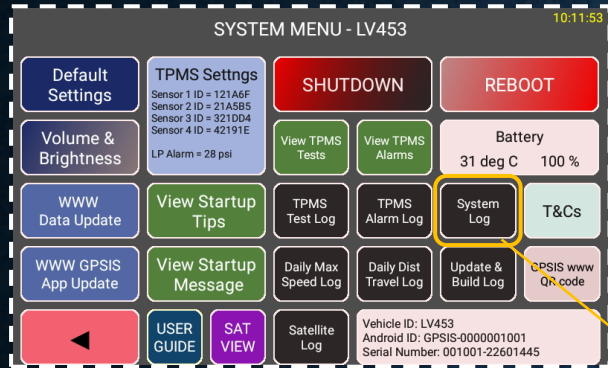 10:11:53
SYSTEM MENU - LV453
Default
Settings
TPMS Settngs
Sensor 1 ID = 121A6F
Sensor 2 ID = 21A5B5
Sensor 3 ID = 321DD4
Sensor 4 ID = 42191E
LP Alarm = 28 psi
SHUTDOWN
REBOOT
Volume &
Brightness
View TPMS
Tests
View TPMS
Alarms
Battery
31 deg C 100 %
WWW
Data Update
View Startup
Tips
TPMS
Test Log
TPMS
Alarm Log
System
Log
T&Cs
WWW GPSIS
App Update
View Startup
Message
Daily Max
Speed Log
Daily Dist
Travel Log
Update &
Build Log
GPSIS www
QR code
USER
GUIDE
SAT
VIEW
Satellite
Log
Vehicle ID: LV453
Android ID: GPSIS-0000001001
Serial Number: 001001-22601445